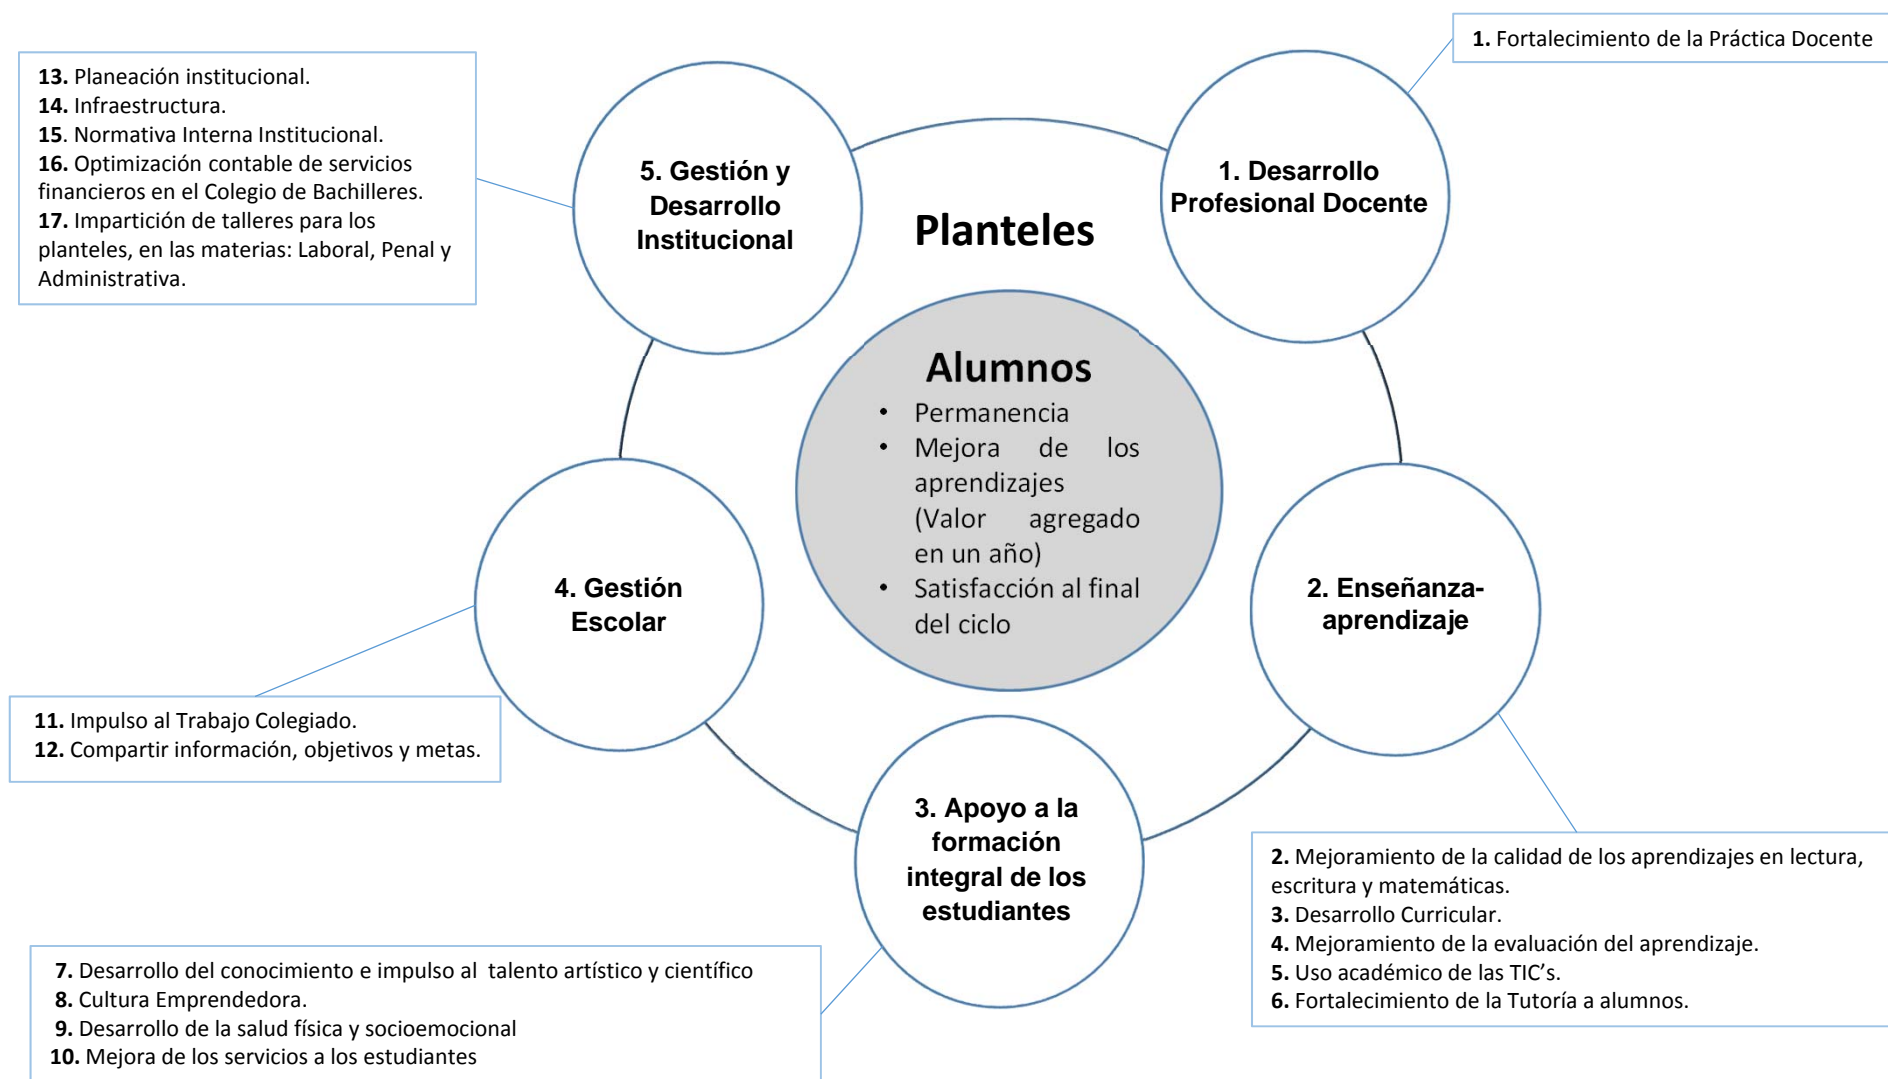 1. Fortalecimiento de la Práctica Docente
13. Planeación institucional.
14. Infraestructura.
15. Normativa Interna Institucional.
16. Optimización contable de servicios
financieros en el Colegio de Bachilleres.
17. Impartición de talleres para los
planteles, en las materias: Laboral, Penal y
Administrativa.
5. Gestión y
Desarrollo
Institucional
Planteles
1. Desarrollo
Profesional Docente
Alumnos
• Permanencia
• Mejora de los
aprendizajes
(Valor agregado
en un año)
• Satisfacción al final
del ciclo
4. Gestión
Escolar
2. Enseñanza-
aprendizaje
11. Impulso al Trabajo Colegiado.
12. Compartir información, objetivos y metas.
3. Apoyo a la
formación
integral de los
estudiantes
2. Mejoramiento de la calidad de los aprendizajes en lectura,
escritura y matemáticas.
3. Desarrollo Curricular.
4. Mejoramiento de la evaluación del aprendizaje.
5. Uso académico de las TIC’s.
6. Fortalecimiento de la Tutoría a alumnos.
7. Desarrollo del conocimiento e impulso al talento artístico y científico
8. Cultura Emprendedora.
9. Desarrollo de la salud física y socioemocional
10. Mejora de los servicios a los estudiantes